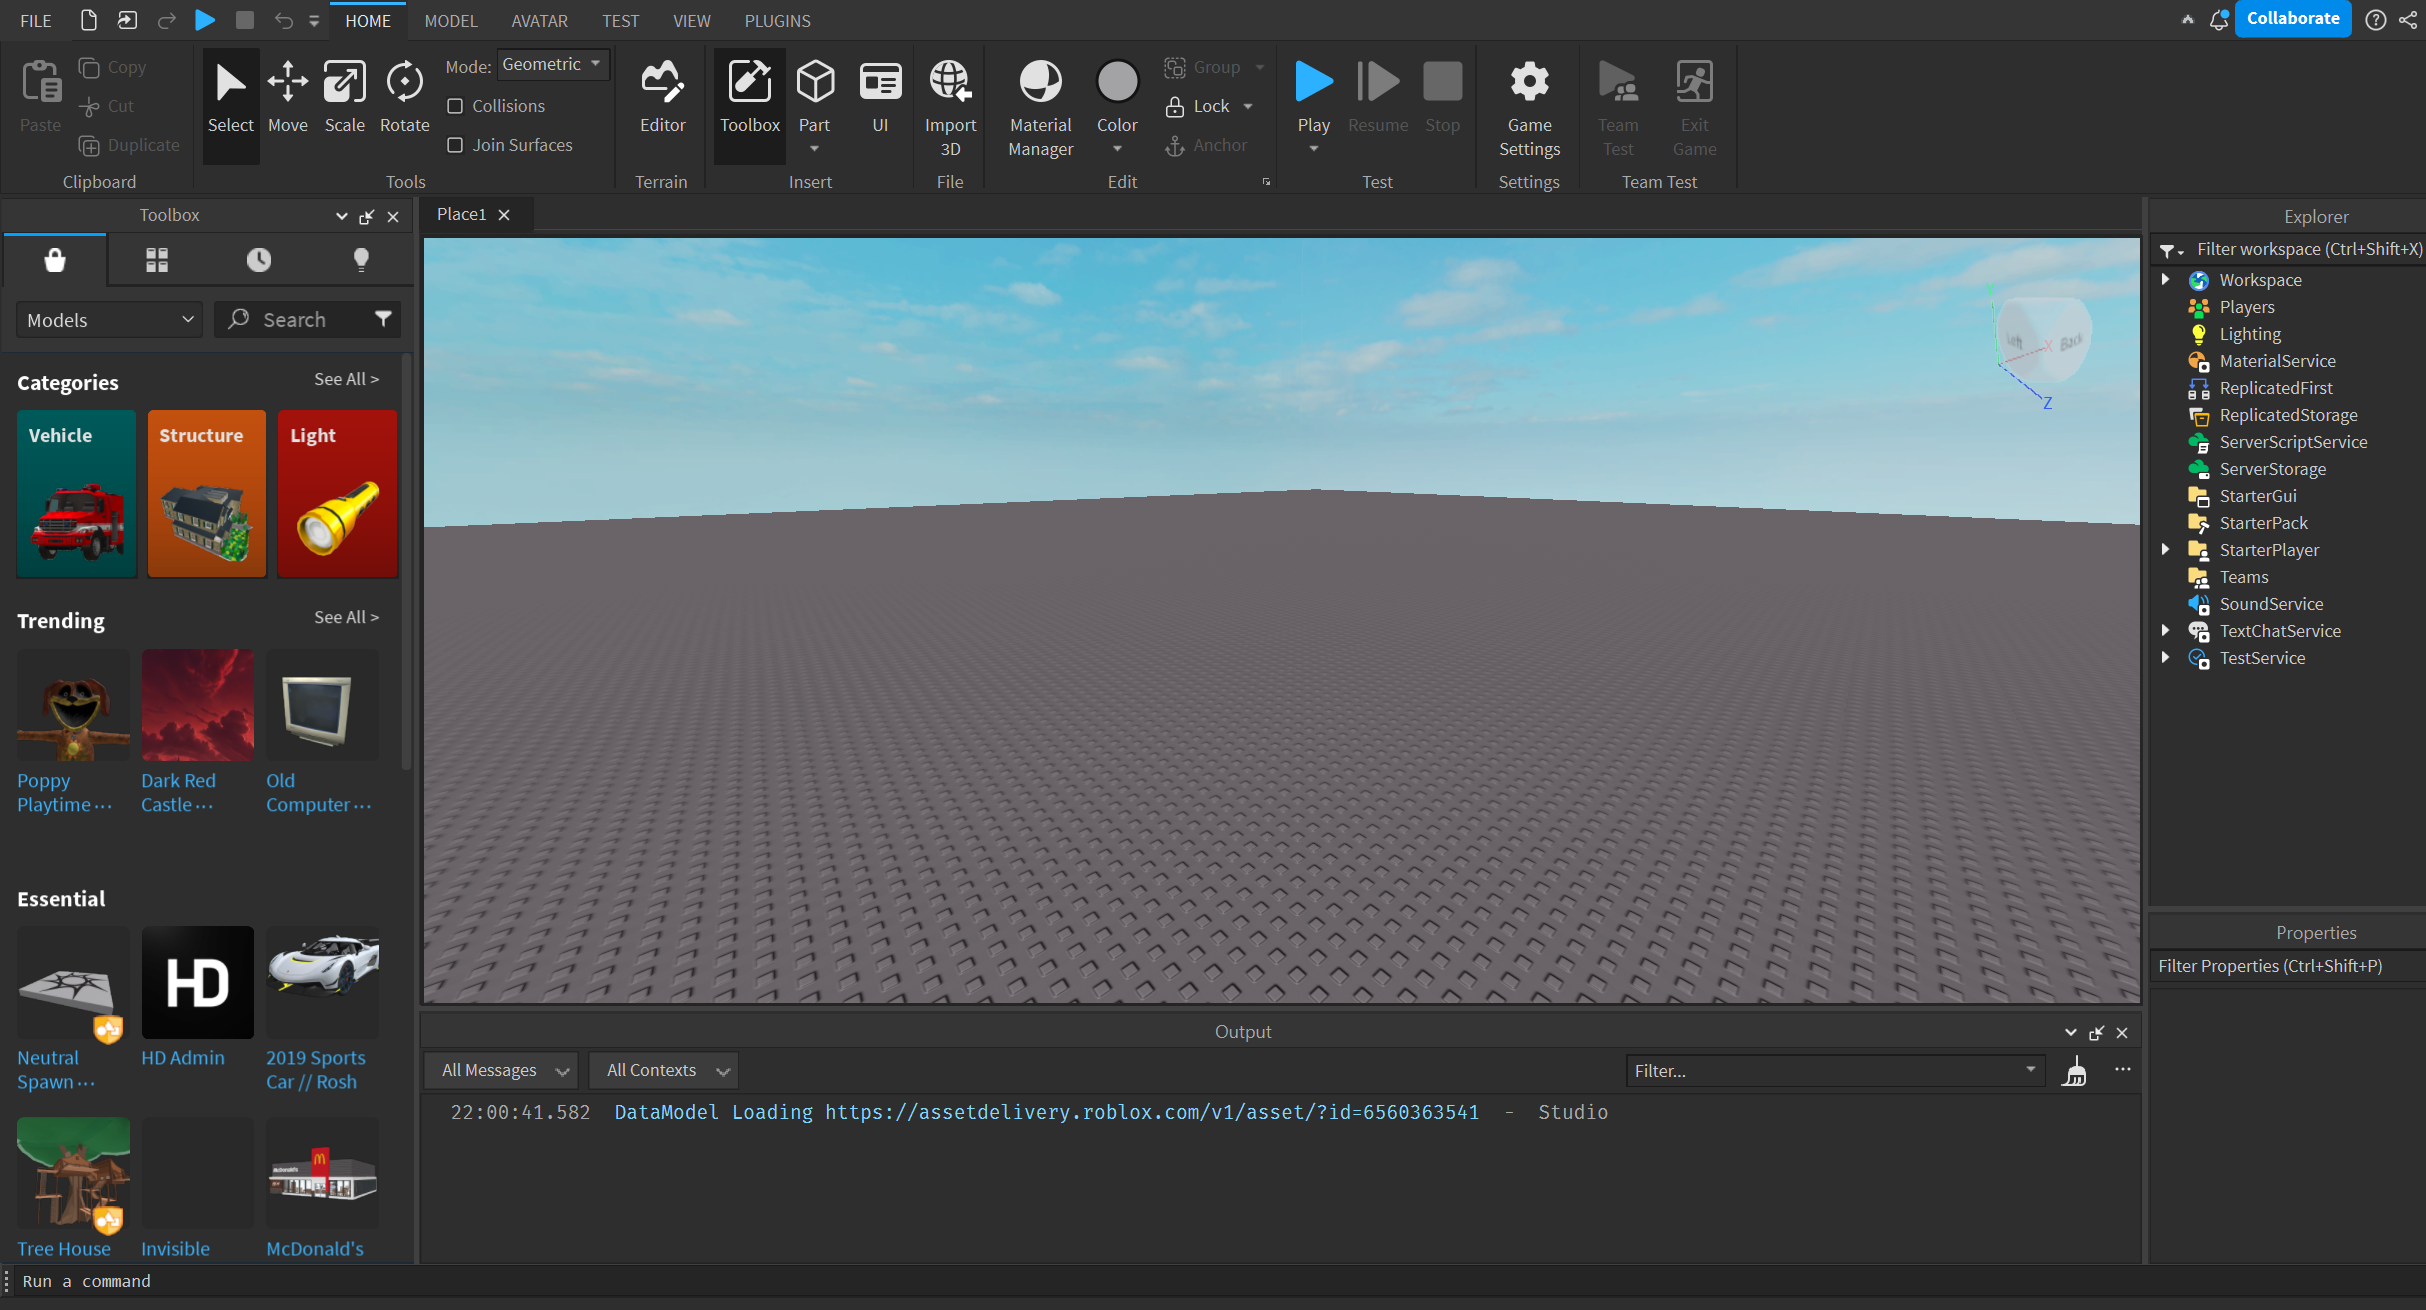 FILE
HOME
MODEL
AVATAR
TEST
VIEW
PLUGINS
Collaborate
Paste
Copy
Cut
Duplicate
Clipboard
Select
Move
Scale
Rotate
Mode: Geometric
Collisions
Join Surfaces
Tools
Editor
Terrain
Toolbox
Part
UI
Insert
Import
3D
File
Material
Manager
Color
Group
Lock
Anchor
Edit
Play
Resume
Stop
Test
Game
Settings
Settings
Team
Test
Exit
Game
Team Test
Toolbox
Models
Search
Categories
See All >
Vehicle
Structure
Light
Trending
See All >
Poppy
Playtime ...
Dark Red
Castle ...
Old
Computer ...
Essential
Neutral
Spawn ...
HD
HD Admin
2019 Sports
Car // Rosh
Tree House
Invisible
McDonald's
McDonald's
Place1
Left
Back
X
Y
Z
Output
All Messages
All Contexts
Filter...
22:00:41.582 DataModel Loading https://assetdelivery.roblox.com/v1/asset/?id=6560363541 - Studio
Explorer
Filter workspace (Ctrl+Shift+X)
Workspace
Players
Lighting
MaterialService
ReplicatedFirst
ReplicatedStorage
ServerScriptService
ServerStorage
StarterGui
StarterPack
StarterPlayer
Teams
SoundService
TextChatService
TestService
Properties
Filter Properties (Ctrl+Shift+P)
Run a command